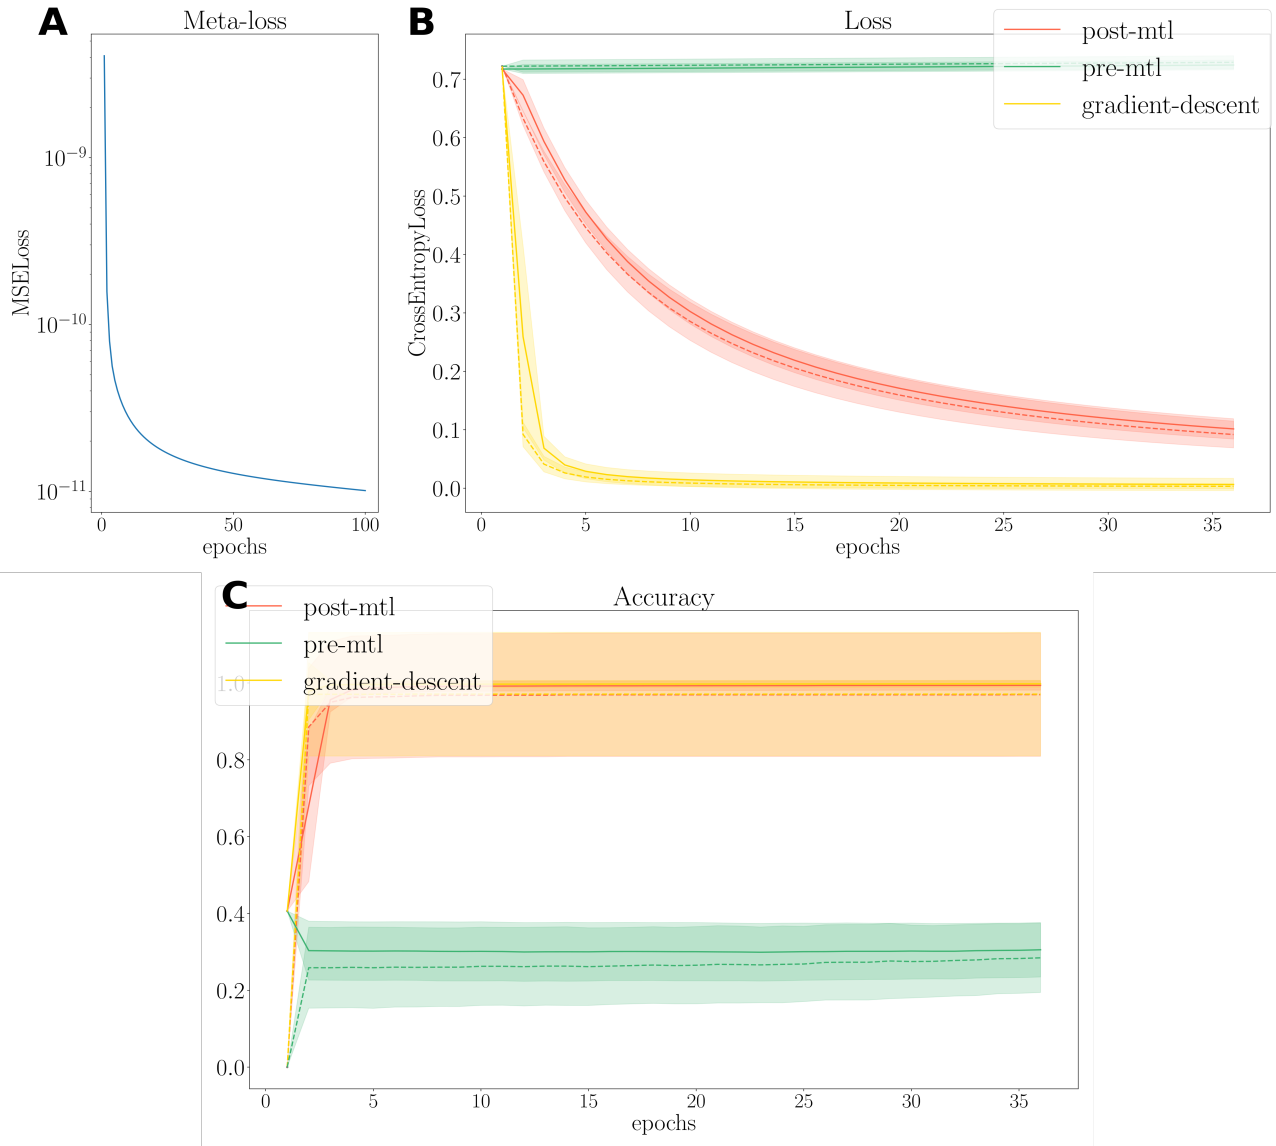 A
Meta-loss
MSELoss
10⁻⁹
10⁻¹⁰
10⁻¹¹
0 50 100
epochs
B
Loss
post-mtl
pre-mtl
gradient-descent
CrossEntropyLoss
0.7
0.6
0.5
0.4
0.3
0.2
0.1
0.0
0 5 10 15 20 25 30 35
epochs
C
Accuracy
post-mtl
pre-mtl
gradient-descent
1.0
0.8
0.6
0.4
0.2
0.0
0 5 10 15 20 25 30 35
epochs